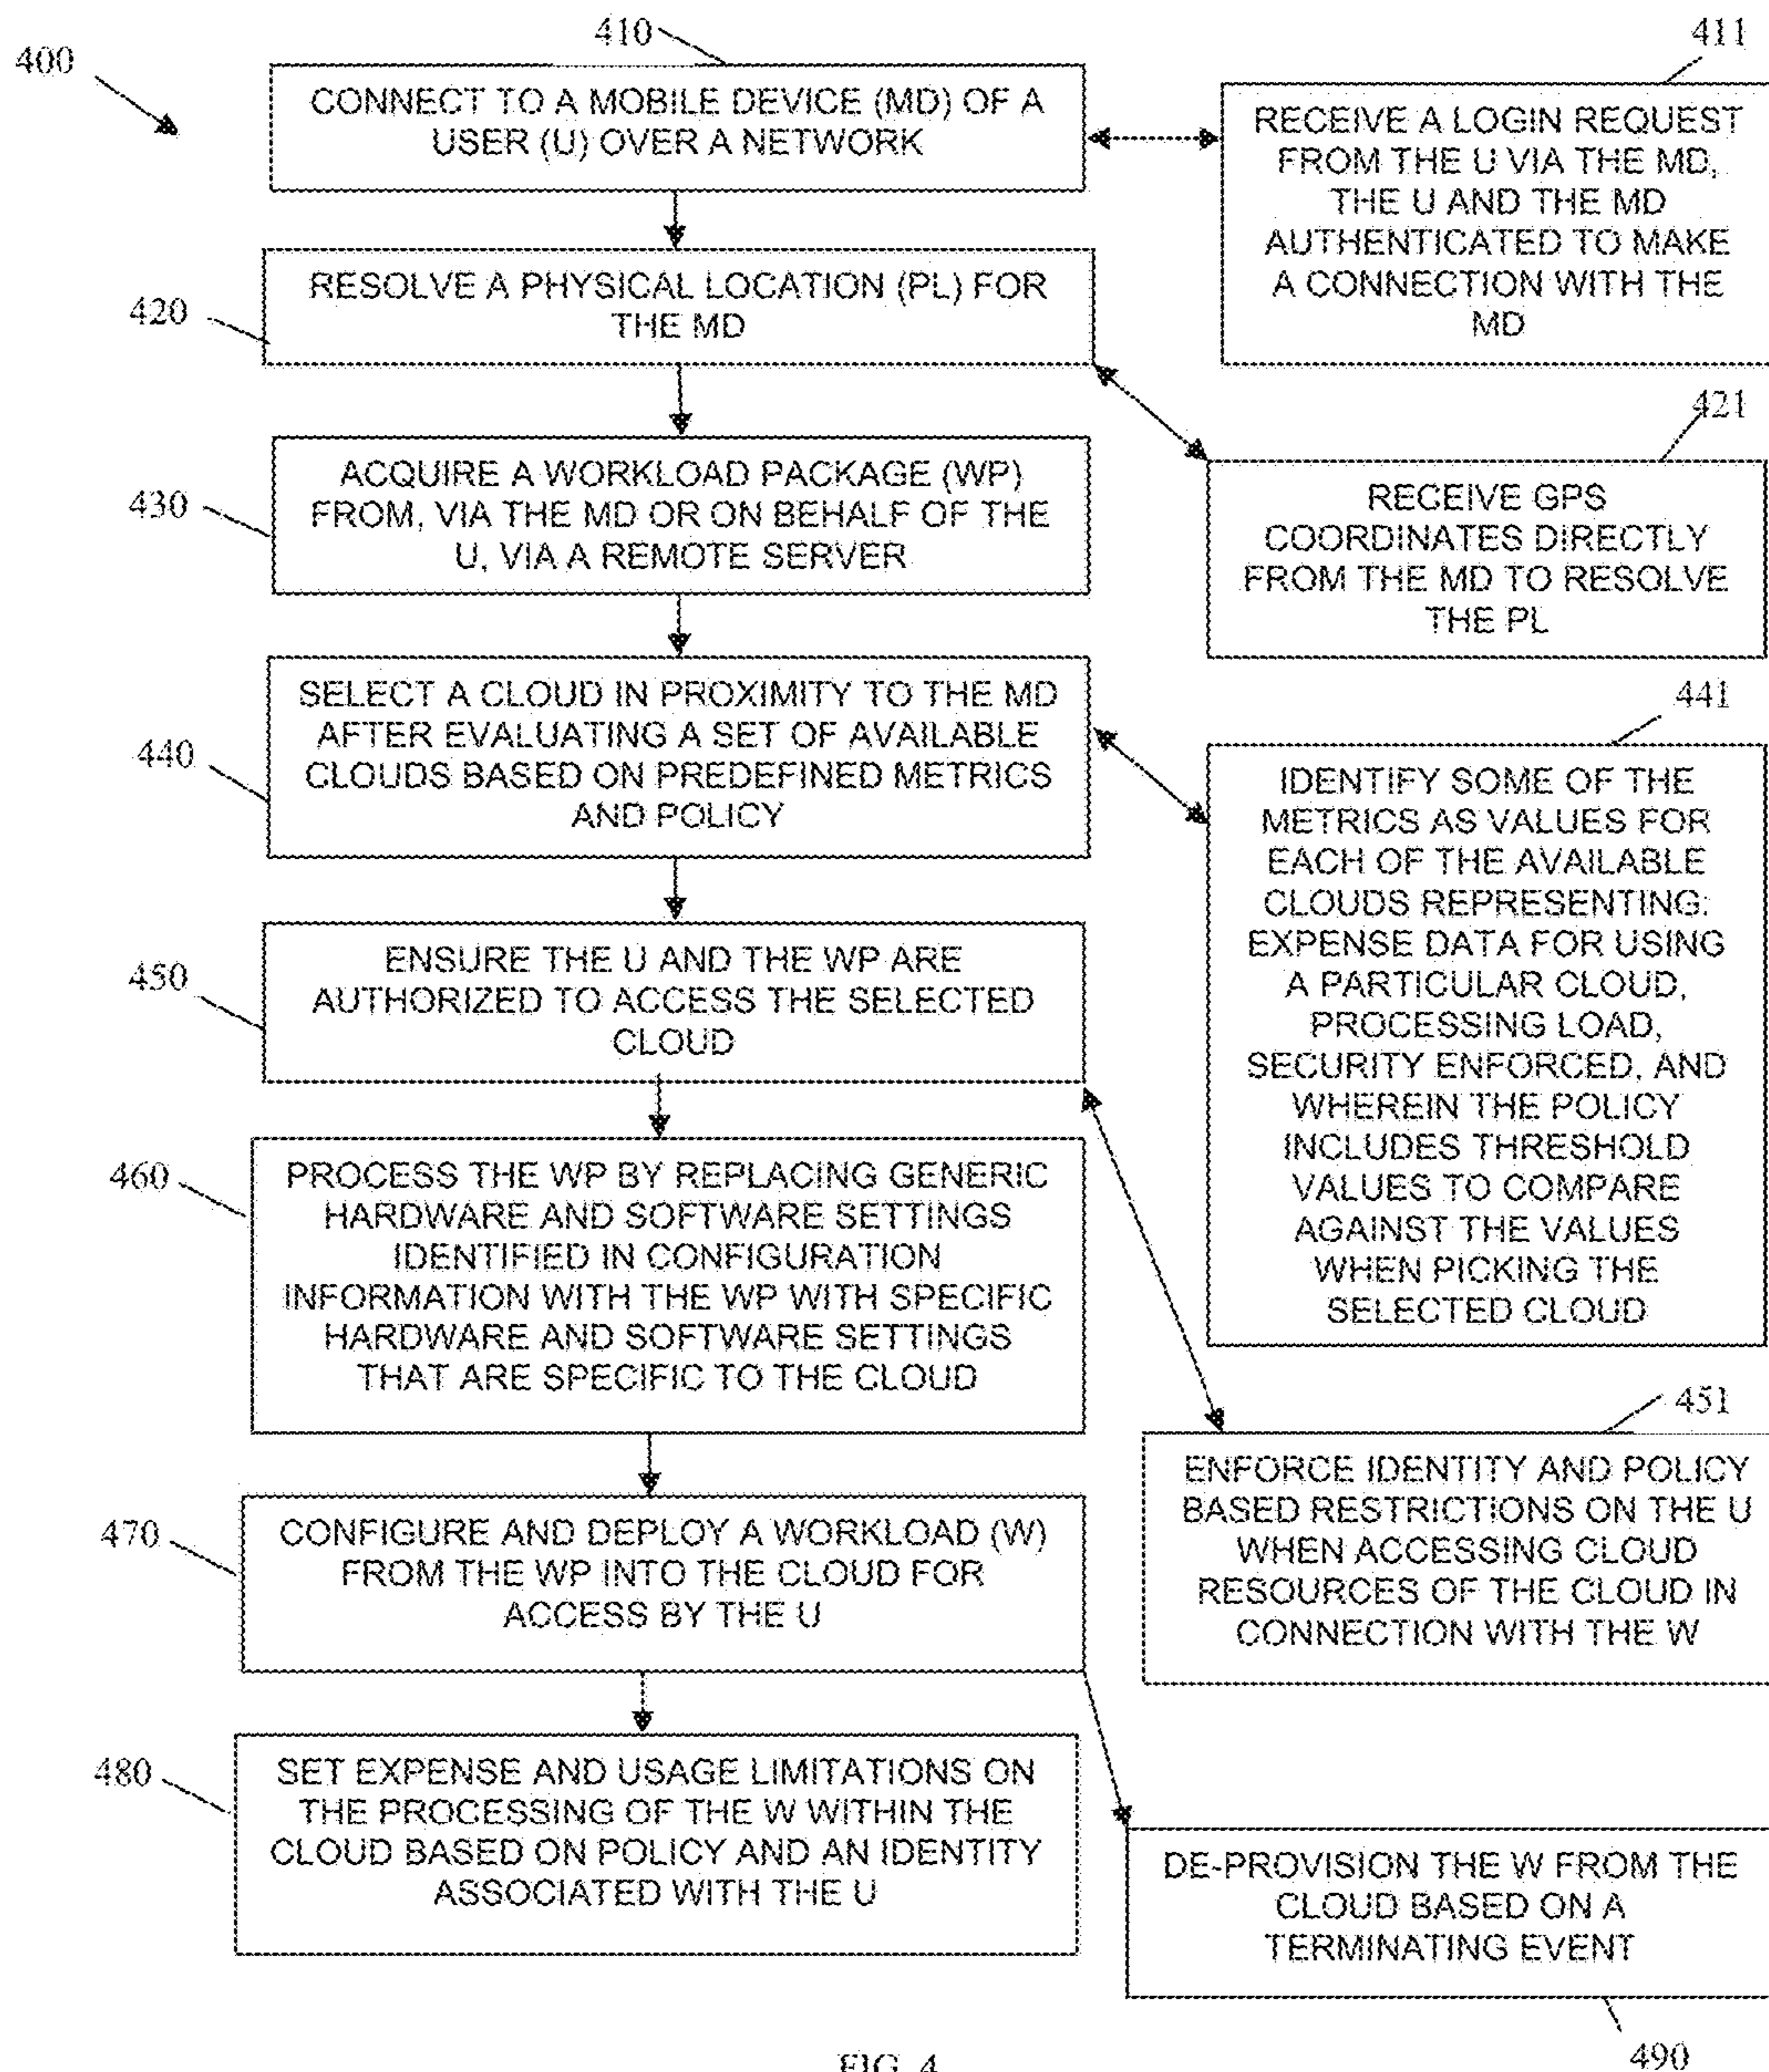 400
410
CONNECT TO A MOBILE DEVICE (MD) OF A
USER (U) OVER A NETWORK
411
RECEIVE A LOGIN REQUEST
FROM THE U VIA THE MD,
THE U AND THE MD
AUTHENTICATED TO MAKE
A CONNECTION WITH THE
MD
420
RESOLVE A PHYSICAL LOCATION (PL) FOR
THE MD
421
RECEIVE GPS
COORDINATES DIRECTLY
FROM THE MD TO RESOLVE
THE PL
430
ACQUIRE A WORKLOAD PACKAGE (WP)
FROM, VIA THE MD OR ON BEHALF OF THE
U, VIA A REMOTE SERVER
440
SELECT A CLOUD IN PROXIMITY TO THE MD
AFTER EVALUATING A SET OF AVAILABLE
CLOUDS BASED ON PREDEFINED METRICS
AND POLICY
441
IDENTIFY SOME OF THE
METRICS AS VALUES FOR
EACH OF THE AVAILABLE
CLOUDS REPRESENTING:
EXPENSE DATA FOR USING
A PARTICULAR CLOUD,
PROCESSING LOAD,
SECURITY ENFORCED, AND
WHEREIN THE POLICY
INCLUDES THRESHOLD
VALUES TO COMPARE
AGAINST THE VALUES
WHEN PICKING THE
SELECTED CLOUD
450
ENSURE THE U AND THE WP ARE
AUTHORIZED TO ACCESS THE SELECTED
CLOUD
451
ENFORCE IDENTITY AND POLICY
BASED RESTRICTIONS ON THE U
WHEN ACCESSING CLOUD
RESOURCES OF THE CLOUD IN
CONNECTION WITH THE W
460
PROCESS THE WP BY REPLACING GENERIC
HARDWARE AND SOFTWARE SETTINGS
IDENTIFIED IN CONFIGURATION
INFORMATION WITH THE WP WITH SPECIFIC
HARDWARE AND SOFTWARE SETTINGS
THAT ARE SPECIFIC TO THE CLOUD
470
CONFIGURE AND DEPLOY A WORKLOAD (W)
FROM THE WP INTO THE CLOUD FOR
ACCESS BY THE U
480
SET EXPENSE AND USAGE LIMITATIONS ON
THE PROCESSING OF THE W WITHIN THE
CLOUD BASED ON POLICY AND AN IDENTITY
ASSOCIATED WITH THE U
DE-PROVISION THE W FROM THE
CLOUD BASED ON A
TERMINATING EVENT
490
FIG. 4